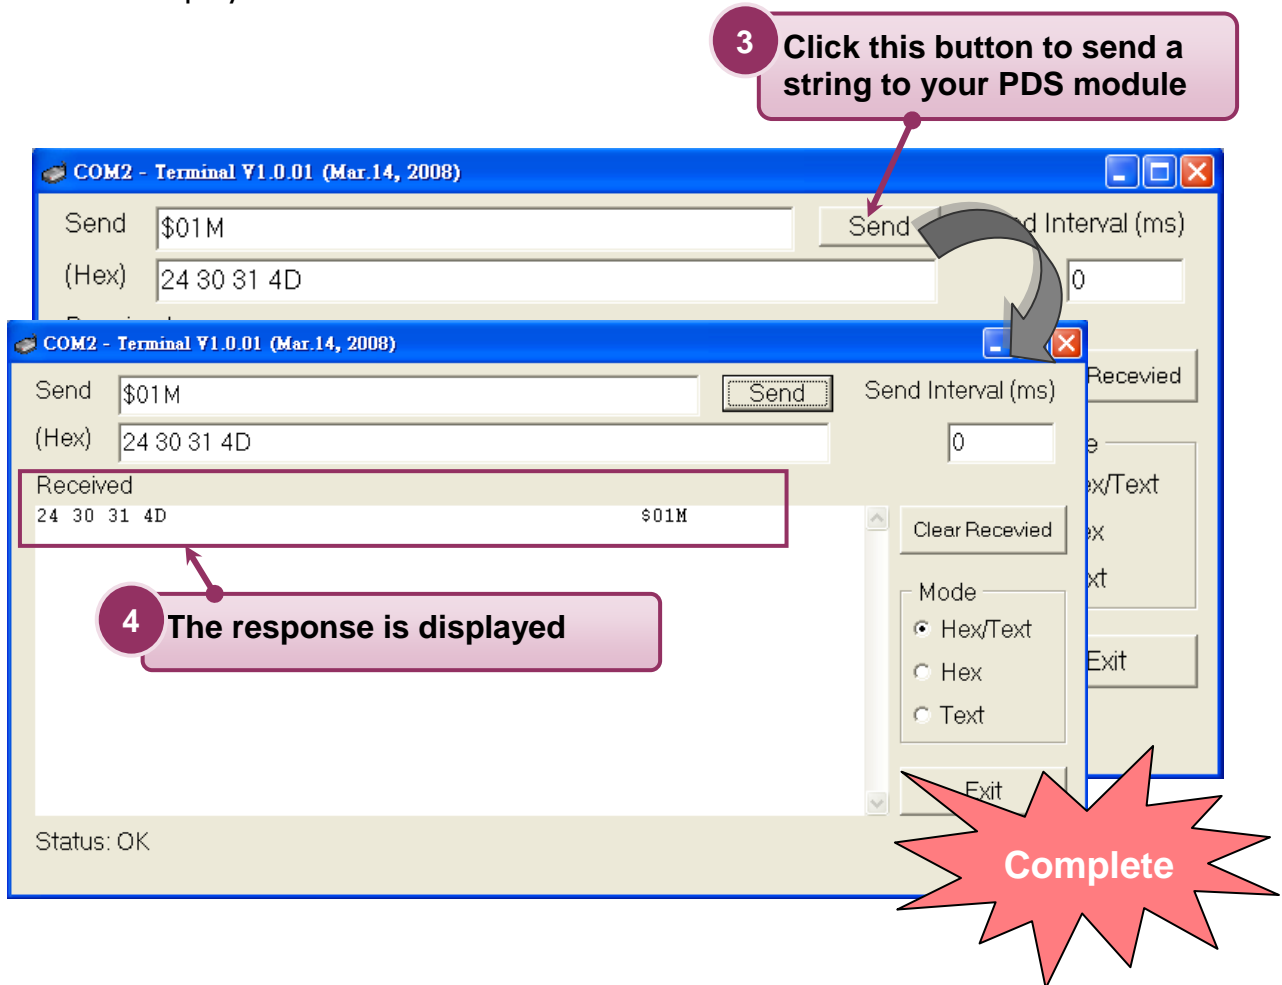 3 Click this button to send a
string to your PDS module
COM2 - Terminal V1.0.01 (Mar.14, 2008)
Send $01M Send Interval (ms)
(Hex) 24 30 31 4D 0
COM2 - Terminal V1.0.01 (Mar.14, 2008)
Recevied
Send $01M Send Send Interval (ms)
(Hex) 24 30 31 4D 0
Received
ex/Text
24 30 31 4D $01M
Clear Recevied
Mode
4 The response is displayed
Hex/Text
Exit
Hex
Text
Exit
Status: OK
Complete